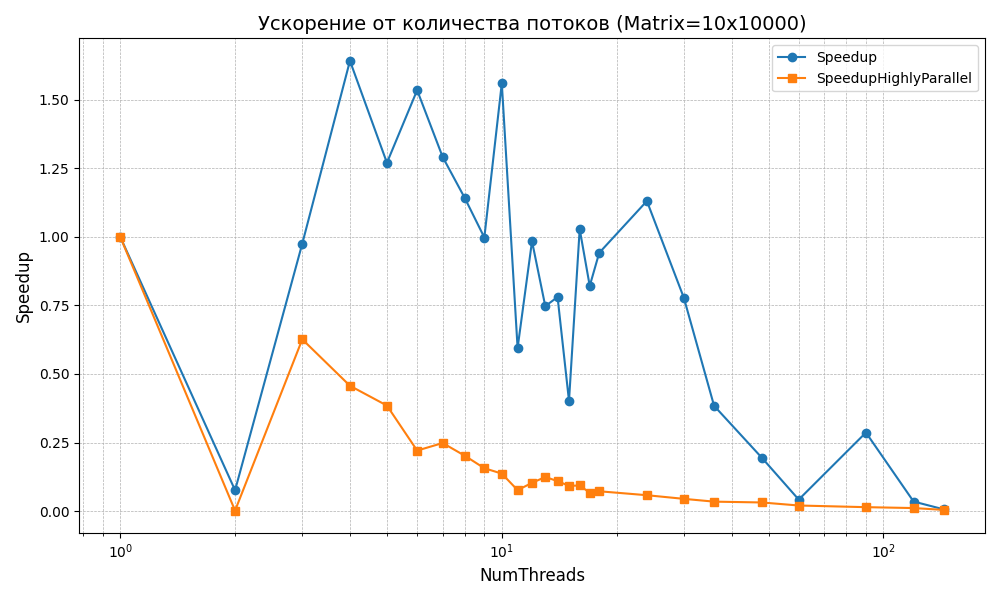 Ускорение от количества потоков (Matrix=10x10000)
Speedup
SpeedupHighlyParallel
1.50
1.25
1.00
0.75
0.50
0.25
0.00
Speedup
10⁰
10¹
10²
NumThreads